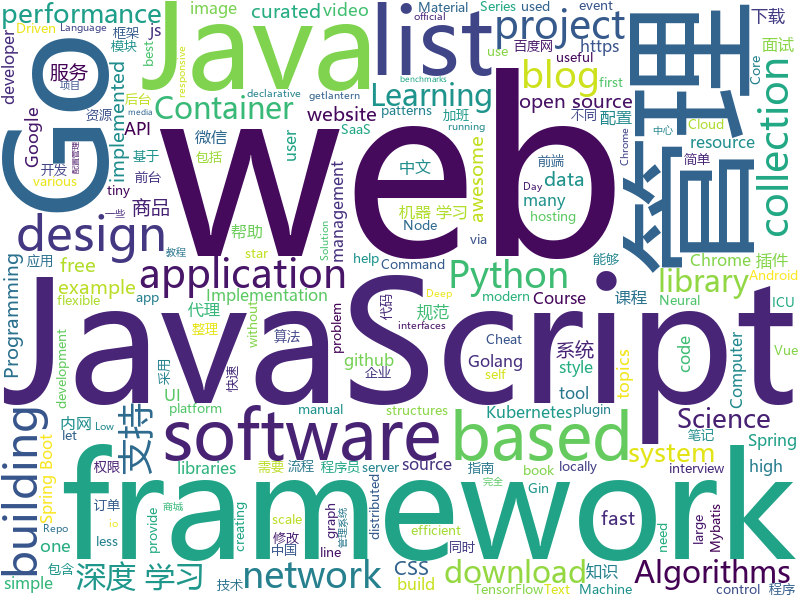 performance
image
curated
video
Material
Series
used
event
下载
Driven
official
Language
框架
js
Java
list
project
best
responsive
declarative
benchmarks
use
百度网
https
useful
面试
first
developer
模块
Go
blog
服务
implemented
项目
media
getlantern
Container
Learning
website
patterns
加班
running
open source
不同
配置
Core
后台
资源
API
微信
SaaS
Cloud
resource
Google
配置管理
基于
包括
user
web
中文
前端
简单
Chrome
collection
管理
开发
前台
various
tiny
商品
management
awesome
Node
many
Day
data
中心
一些
design
帮助
Solution
机器 学习
via
hosting
能够
Chrome 插件
教程
star
application
help
Command
Python
library
Android
应用
free
example
Implementation
modern
Course
课程
Neural
ICU
flexible
app
代理
without
problem
代码
规范
interfaces
Deep
Programming
JavaScript
整理
算法
github
Golang
系统
code
Vue
development
采用
快速
企业
self
Cheat
style
topics
Computer
UI
tool
platform
manual
structures
Kubernetes
plugin
building
内网
let
Low
支持
software
based
Science
笔记
Spring
Spring Boot
权限
libraries
需要
流程
程序员
server
source
指南
book
locally
system
interview
high
订单
framework
Repo
io
商城
完全
Gin
distributed
one
less
包含
provide
creating
scale
修改
中国
graph
line
管理系统
efficient
fast
large
Mybatis
need
同时
simple
深度 学习
技术
network
CSS
build
download
TensorFlow
Text
知识
Machine
Algorithms
control
程序